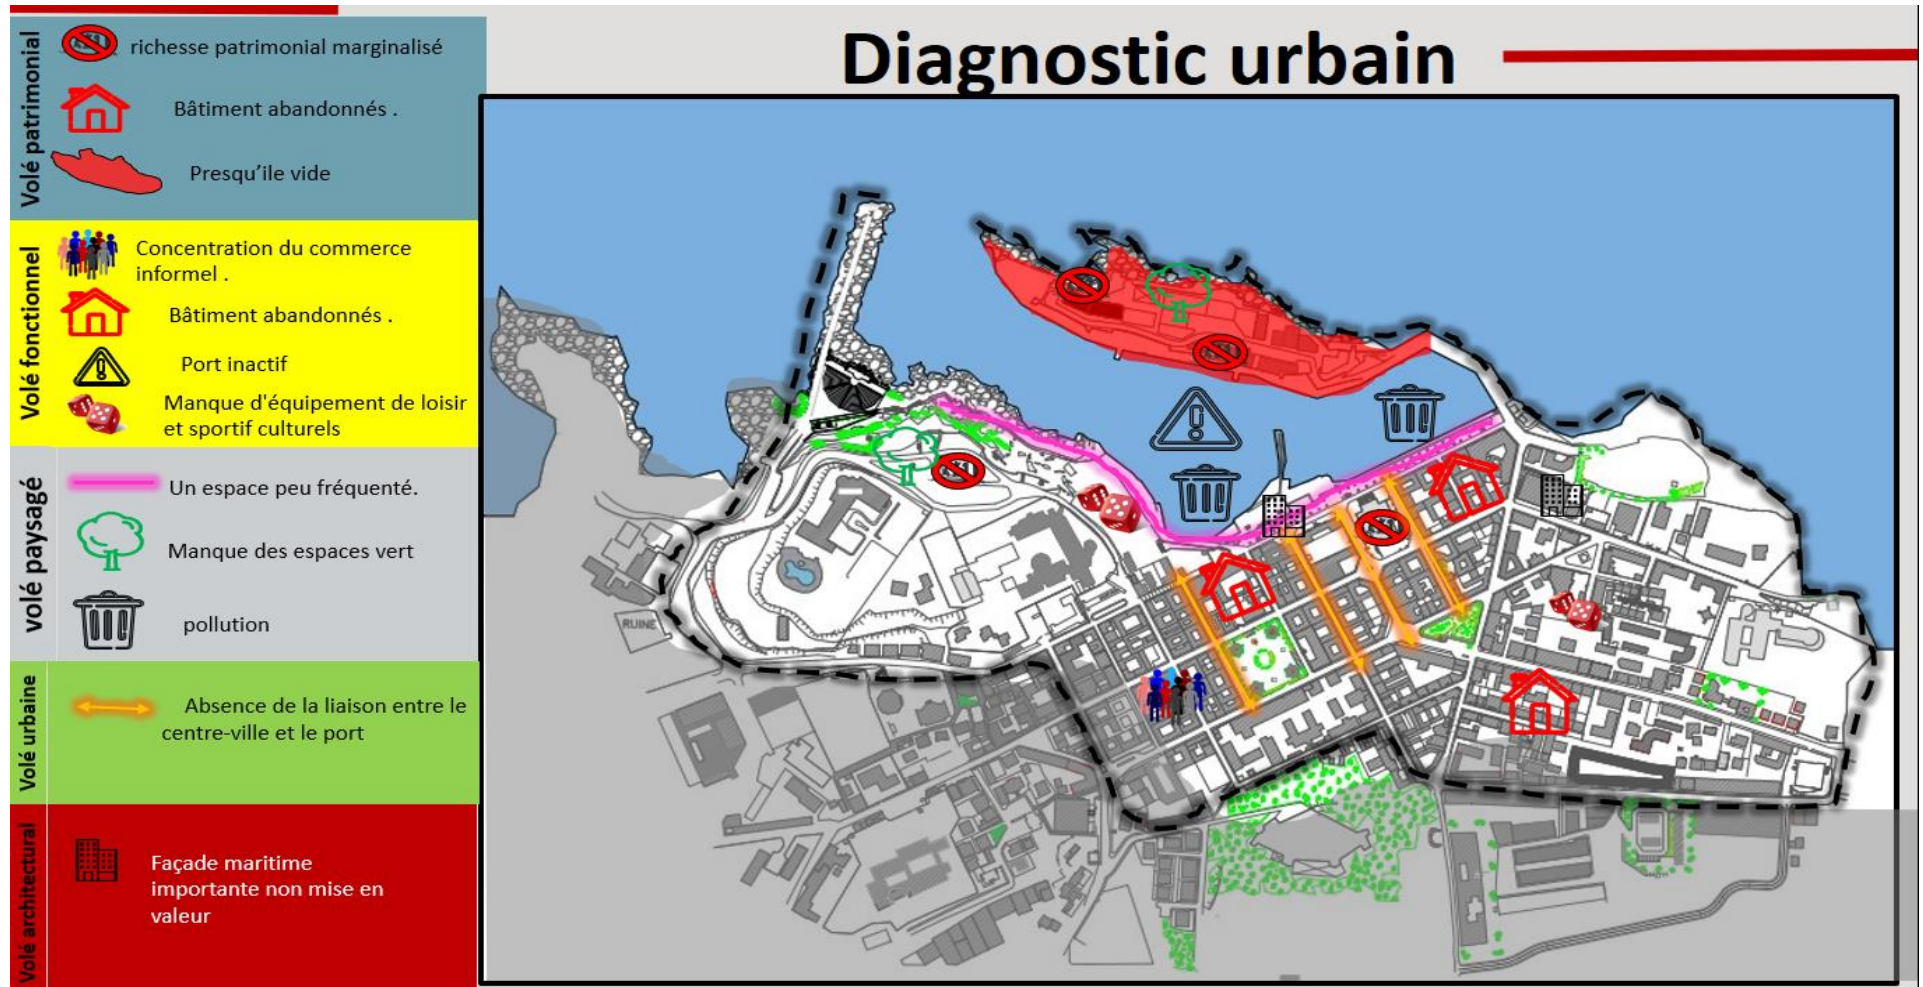 Diagnostic urbain
Volé patrimonial
richesse patrimonial marginalisé
Bâtiment abandonnés .
Presqu’ile vide
Volé fonctionnel
Concentration du commerce
informel .
Bâtiment abandonnés .
Port inactif
Manque d'équipement de loisir
et sportif culturels
volé paysagé
Un espace peu fréquenté.
Manque des espaces vert
pollution
Volé urbaine
Absence de la liaison entre le
centre-ville et le port
Volé architectural
Façade maritime
importante non mise en
valeur
RUINE